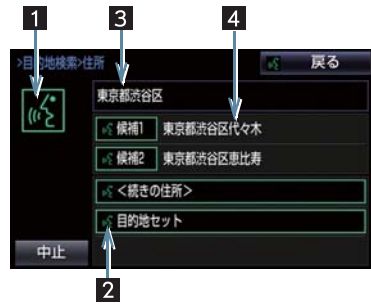 1
3
4
>目的地検索>住所
戻る
東京都渋谷区
候補1 東京都渋谷区代々木
候補2 東京都渋谷区恵比寿
<続きの住所>
目的地セット
中止
2